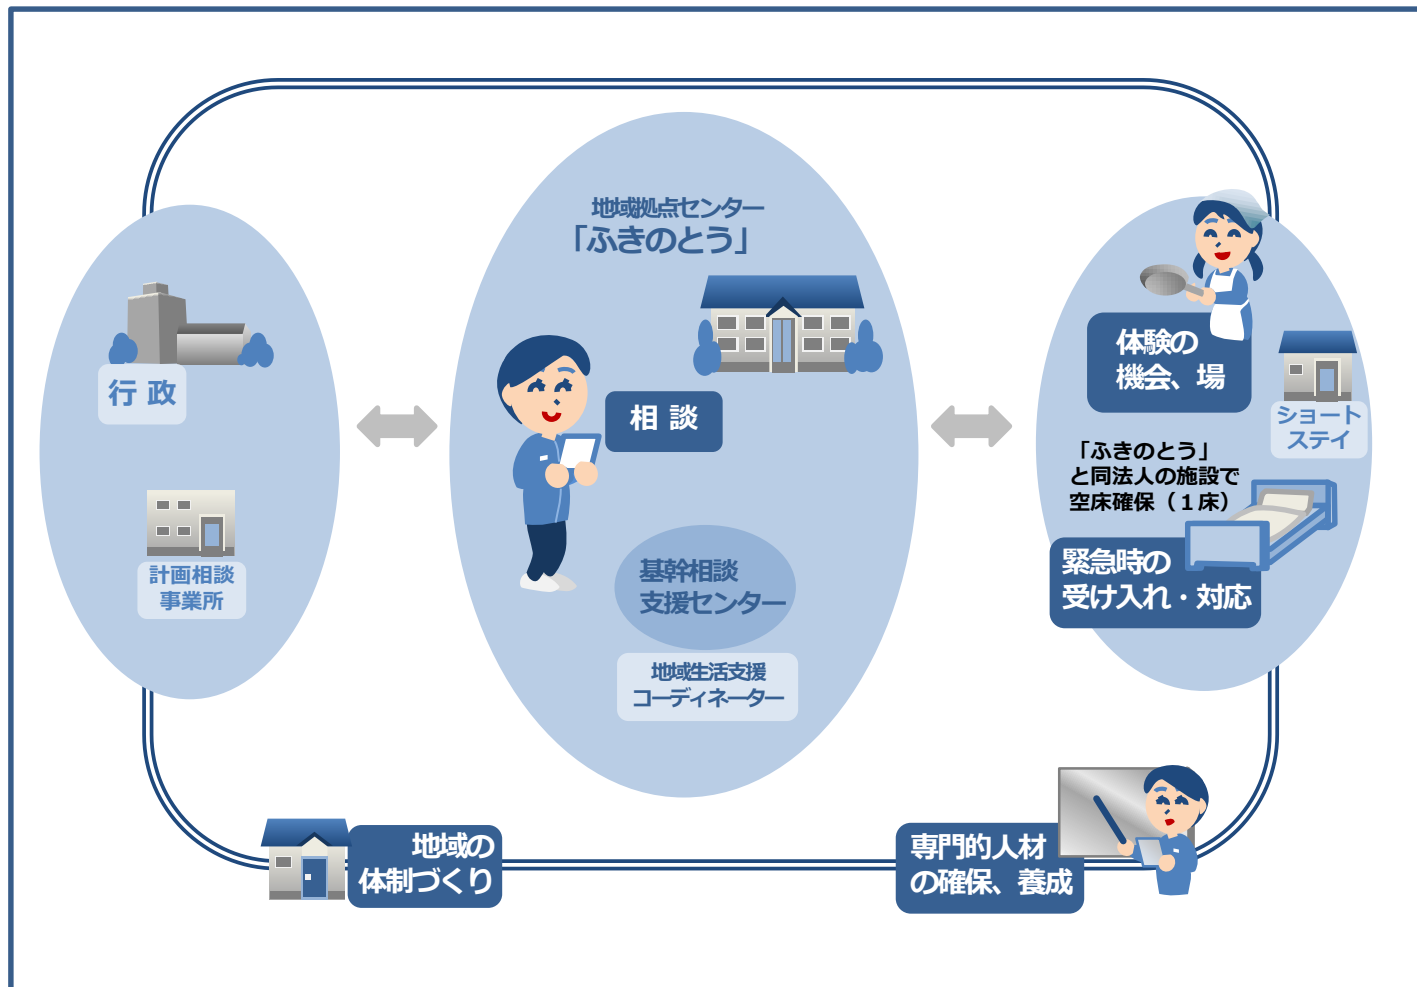 地域拠点センター
「ふきのとう」
行 政
計画相談
事業所
相 談
基幹相談
支援センター
地域生活支援
コーディネーター
体験の
機会、場
ショート
ステイ
「ふきのとう」
と同法人の施設で
空床確保（１床）
緊急時の
受け入れ・対応
地域の
体制づくり
専門的人材
の確保、養成